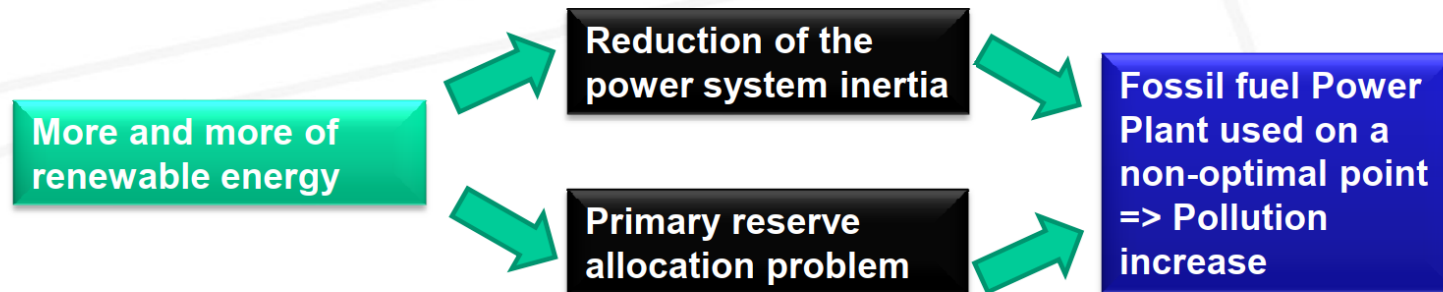 More and more of
renewable energy
Reduction of the
power system inertia
Primary reserve
allocation problem
Fossil fuel Power
Plant used on a
non-optimal point
=> Pollution
increase